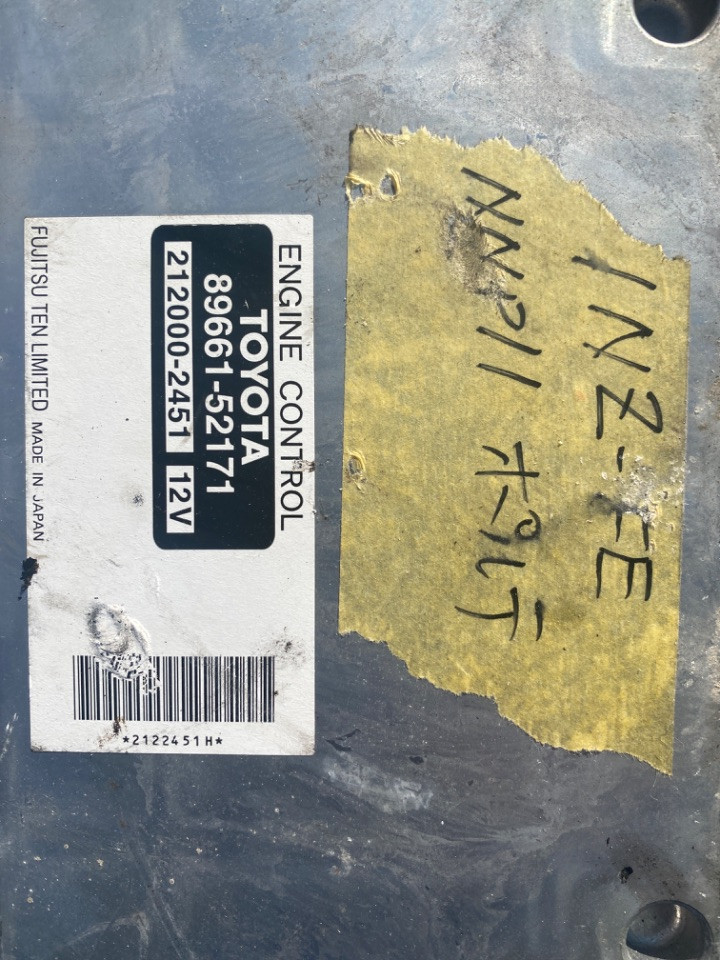 1NZ-FE
NNP11 ポルテ
ENGINE CONTROL
TOYOTA
89661-52171
212000-2451 12V
FUJITSU TEN LIMITED MADE IN JAPAN
*2122451H*